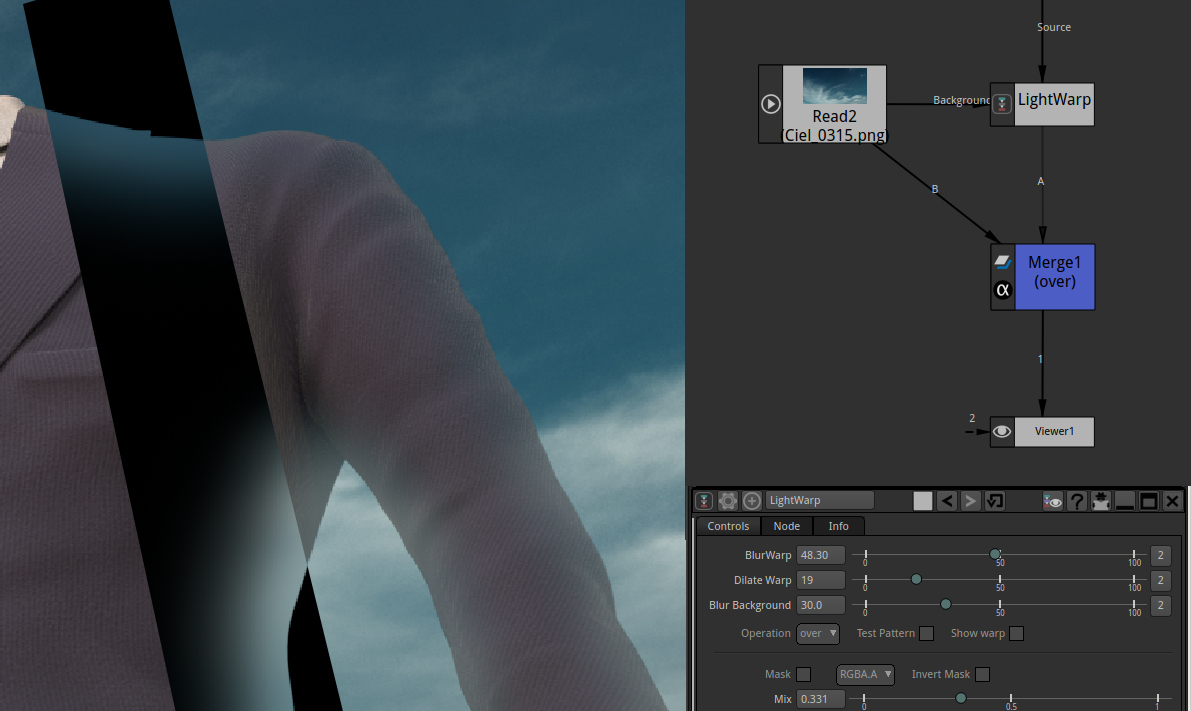 Source
Background
LightWarp
Read2
(Ciel_0315.png)
A
B
Merge1
(over)
α
1
2
Viewer1
LightWarp
< > ?
Controls Node Info
BlurWarp 48.30 0 50 100 2
Dilate Warp 19 0 50 100 2
Blur Background 30.0 0 50 100 2
Operation over Test Pattern Show warp
Mask RGBA.A Invert Mask
Mix 0.331 0 0.5 1